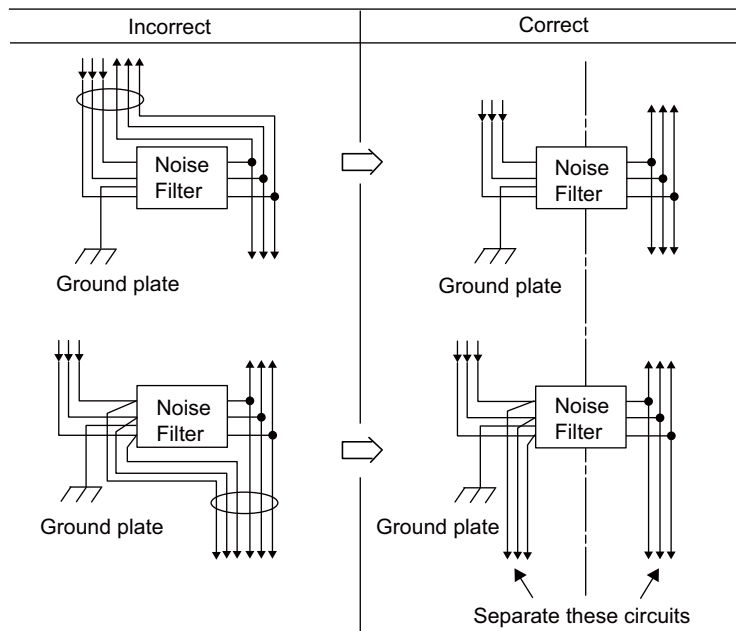 Incorrect
Correct
Noise
Filter
Ground plate
Noise
Filter
Ground plate
Noise
Filter
Ground plate
Noise
Filter
Ground plate
Separate these circuits